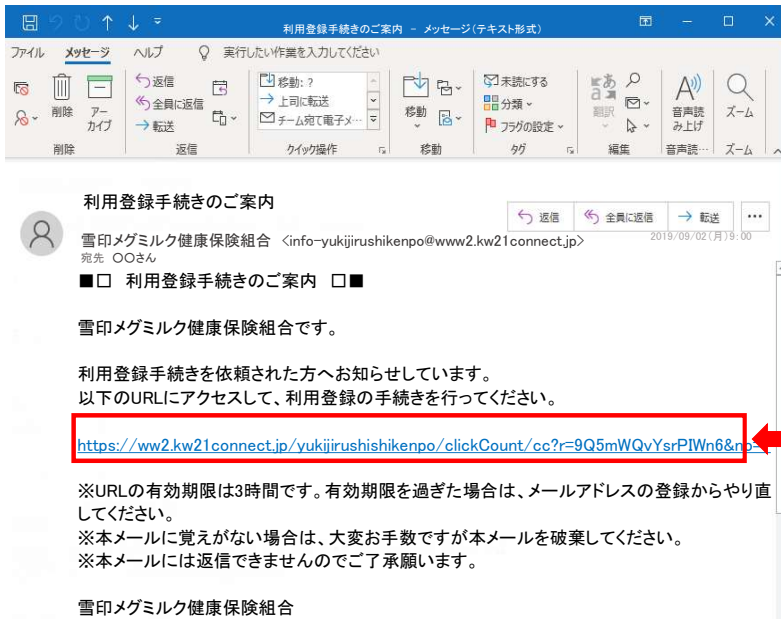 利用登録手続きのご案内 - メッセージ(テキスト形式)
ファイル メッセージ ヘルプ 実行したい作業を入力してください
削除 アーカイブ
返信
全員に返信
転送
移動: ?
上司に転送
チーム宛て電子メ…
移動
未読にする
分類
フラグの設定
翻訳
音声読み上げ
ズーム
削除 返信 クイック操作 移動 タグ 編集 音声読… ズーム
利用登録手続きのご案内
返信 全員に返信 転送 …
雪印メグミルク健康保険組合 <info-yukijirushikenpo@www2.kw21connect.jp>
2019/09/02(月)9:00
宛先 〇〇さん
■□ 利用登録手続きのご案内 □■
雪印メグミルク健康保険組合です。
利用登録手続きを依頼された方へお知らせしています。
以下のURLにアクセスして、利用登録の手続きを行ってください。
https://ww2.kw21connect.jp/yukijirushishikenpo/clickCount/cc?r=9Q5mWQvYsrPIWn6&no=
※URLの有効期限は3時間です。有効期限を過ぎた場合は、メールアドレスの登録からやり直
してください。
※本メールに覚えがない場合は、大変お手数ですが本メールを破棄してください。
※本メールには返信できませんのでご了承願います。
雪印メグミルク健康保険組合